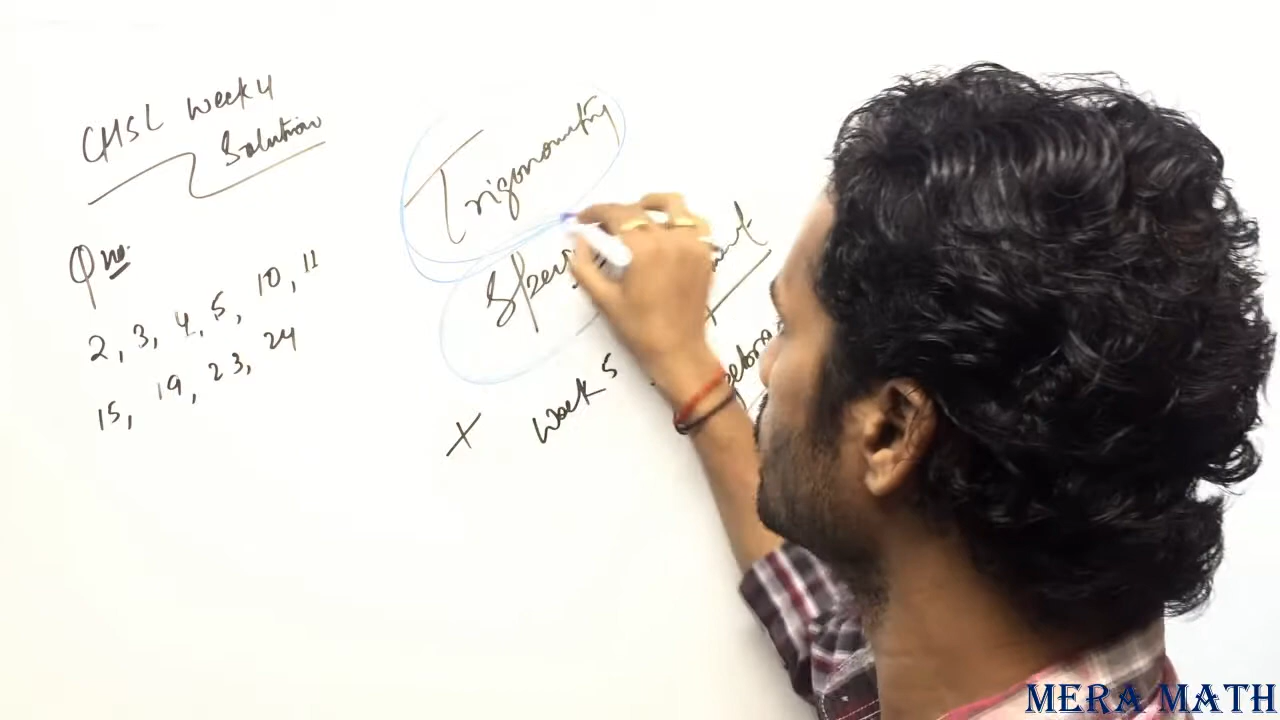 CHSL Week 4
Solution
Q no.
2, 3, 4, 5, 10, 11
15, 19, 23, 24
Trigonometry
+ Week 5
MERA MATH